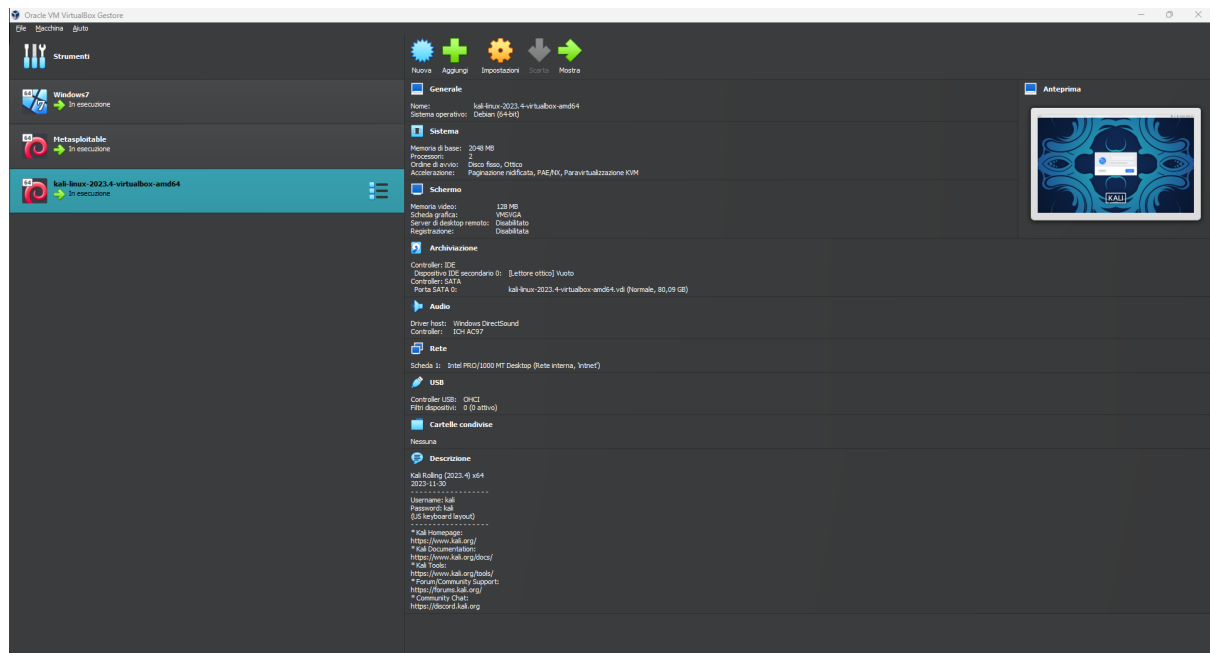 Oracle VM VirtualBox Gestore
File Macchina Aiuto
Strumenti
Windows7
In esecuzione
Metasploitable
In esecuzione
kali-linux-2023.4-virtualbox-amd64
In esecuzione
Nuova Aggiungi Impostazioni Scarta Mostra
Generale
Nome: kali-linux-2023.4-virtualbox-amd64
Sistema operativo: Debian (64-bit)
Sistema
Memoria di base: 2048 MB
Processori: 2
Ordine di avvio: Disco fisso, Ottico
Accelerazione: Paginazione nidificata, PAE/NX, Paravirtualizzazione KVM
Schermo
Memoria video: 128 MB
Scheda grafica: VMSVGA
Server di desktop remoto: Disabilitato
Registrazione: Disabilitata
Archiviazione
Controller: IDE
Dispositivo IDE secondario 0: [Lettore ottico] Vuoto
Controller: SATA
Porta SATA 0: kali-linux-2023.4-virtualbox-amd64.vdi (Normale, 80,09 GB)
Audio
Driver host: Windows DirectSound
Controller: ICH AC97
Rete
Scheda 1: Intel PRO/1000 MT Desktop (Rete interna, 'intnet')
USB
Controller USB: OHCI
Filtri dispositivi: 0 (0 attivo)
Cartelle condivise
Nessuna
Descrizione
Kali Rolling (2023.4) x64
2023-11-30
- - - - - - - - - - - - - - - - - -
Username: kali
Password: kali
(US keyboard layout)
- - - - - - - - - - - - - - - - - -
* Kali Homepage:
https://www.kali.org/
* Kali Documentation:
https://www.kali.org/docs/
* Kali Tools:
https://www.kali.org/tools/
* Forum/Community Support:
https://forums.kali.org/
* Community Chat:
https://discord.kali.org
Anteprima
KALI